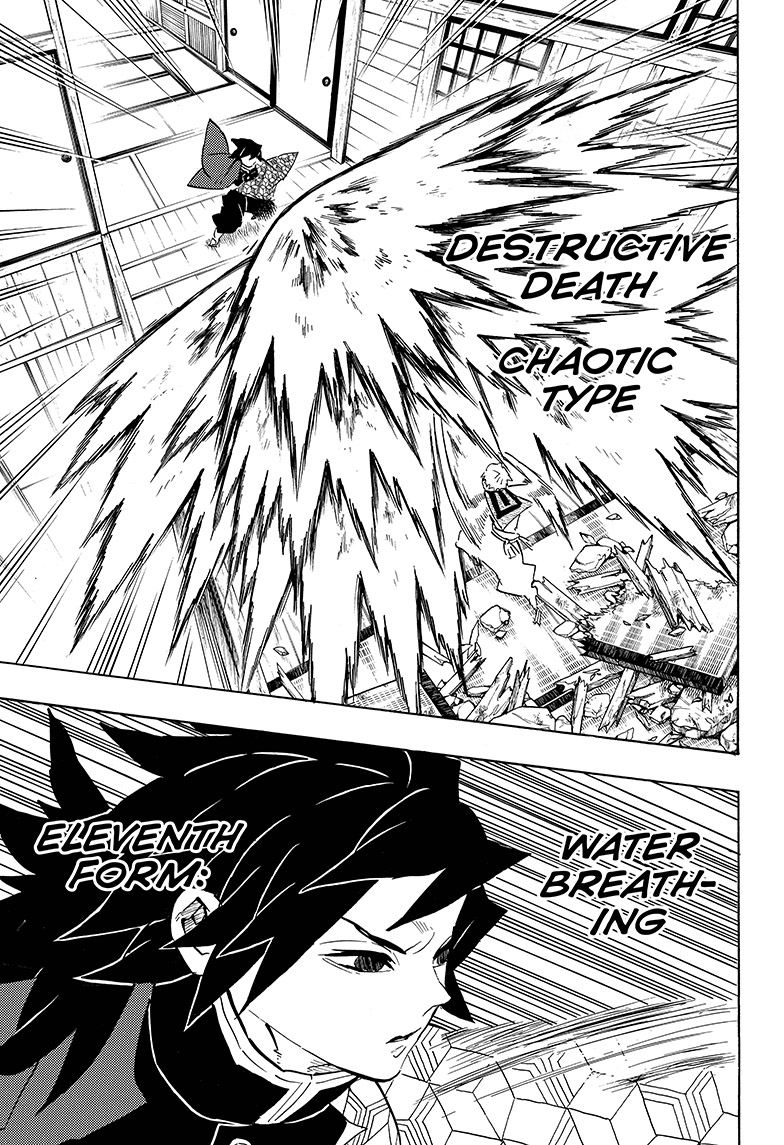 DESTRUCTIVE
DEATH
CHAOTIC
TYPE
WATER
BREATH-
ING
ELEVENTH
FORM: